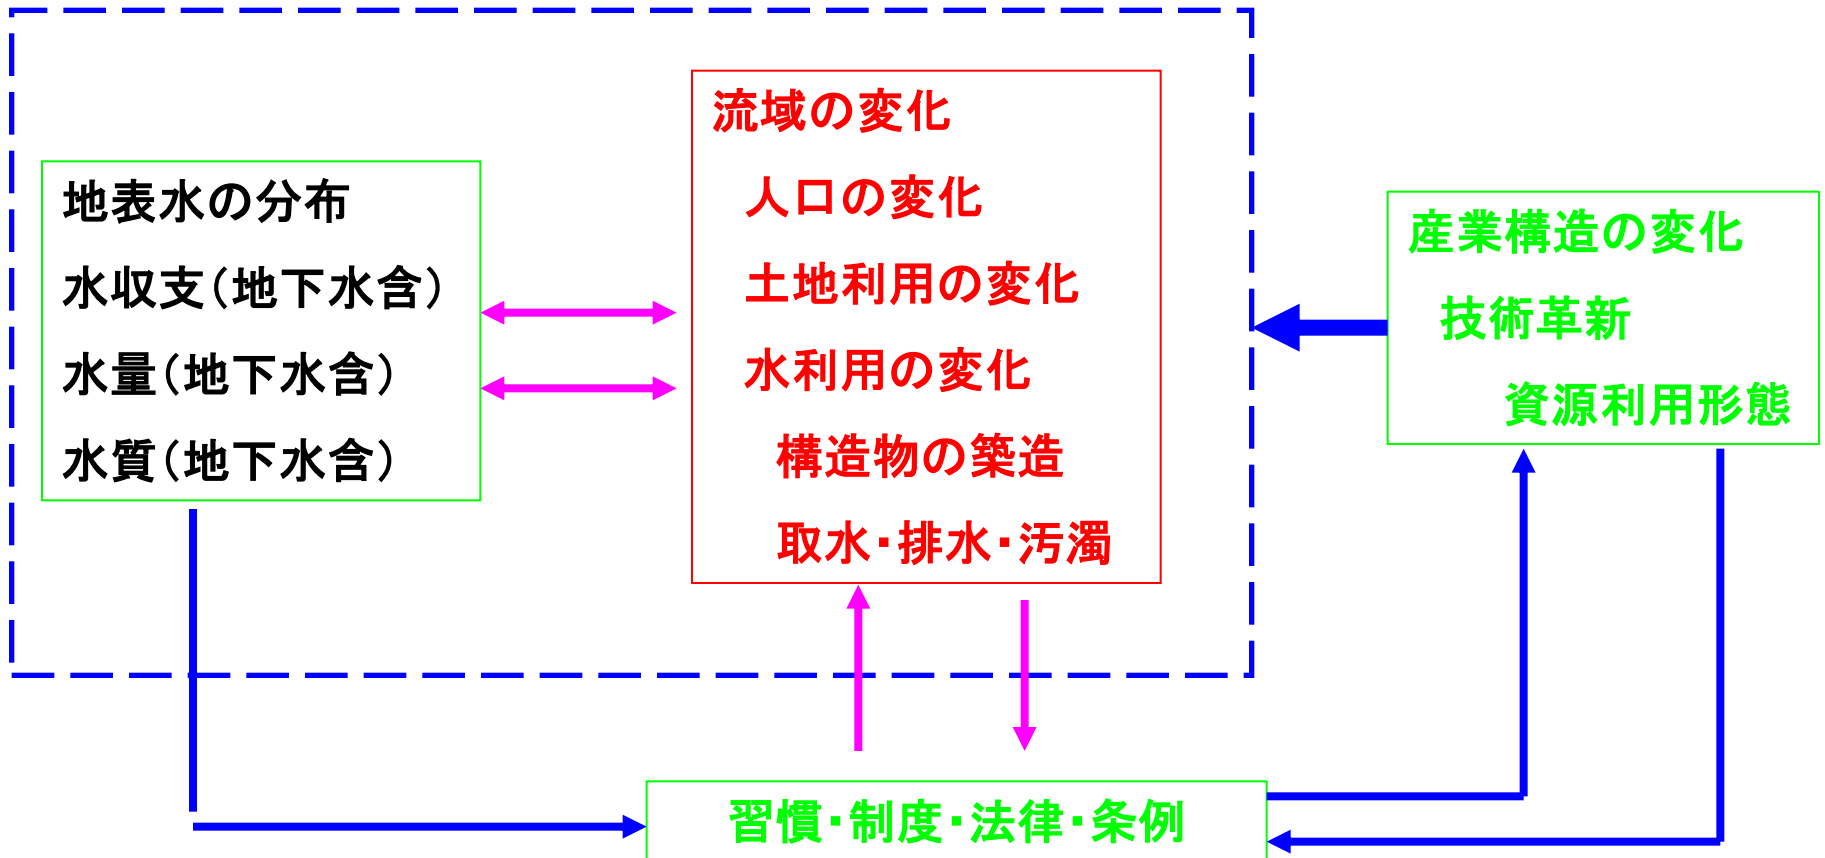 地表水の分布
水収支（地下水含）
水量（地下水含）
水質（地下水含）
流域の変化
人口の変化
土地利用の変化
水利用の変化
構造物の築造
取水・排水・汚濁
産業構造の変化
技術革新
資源利用形態
習慣・制度・法律・条例